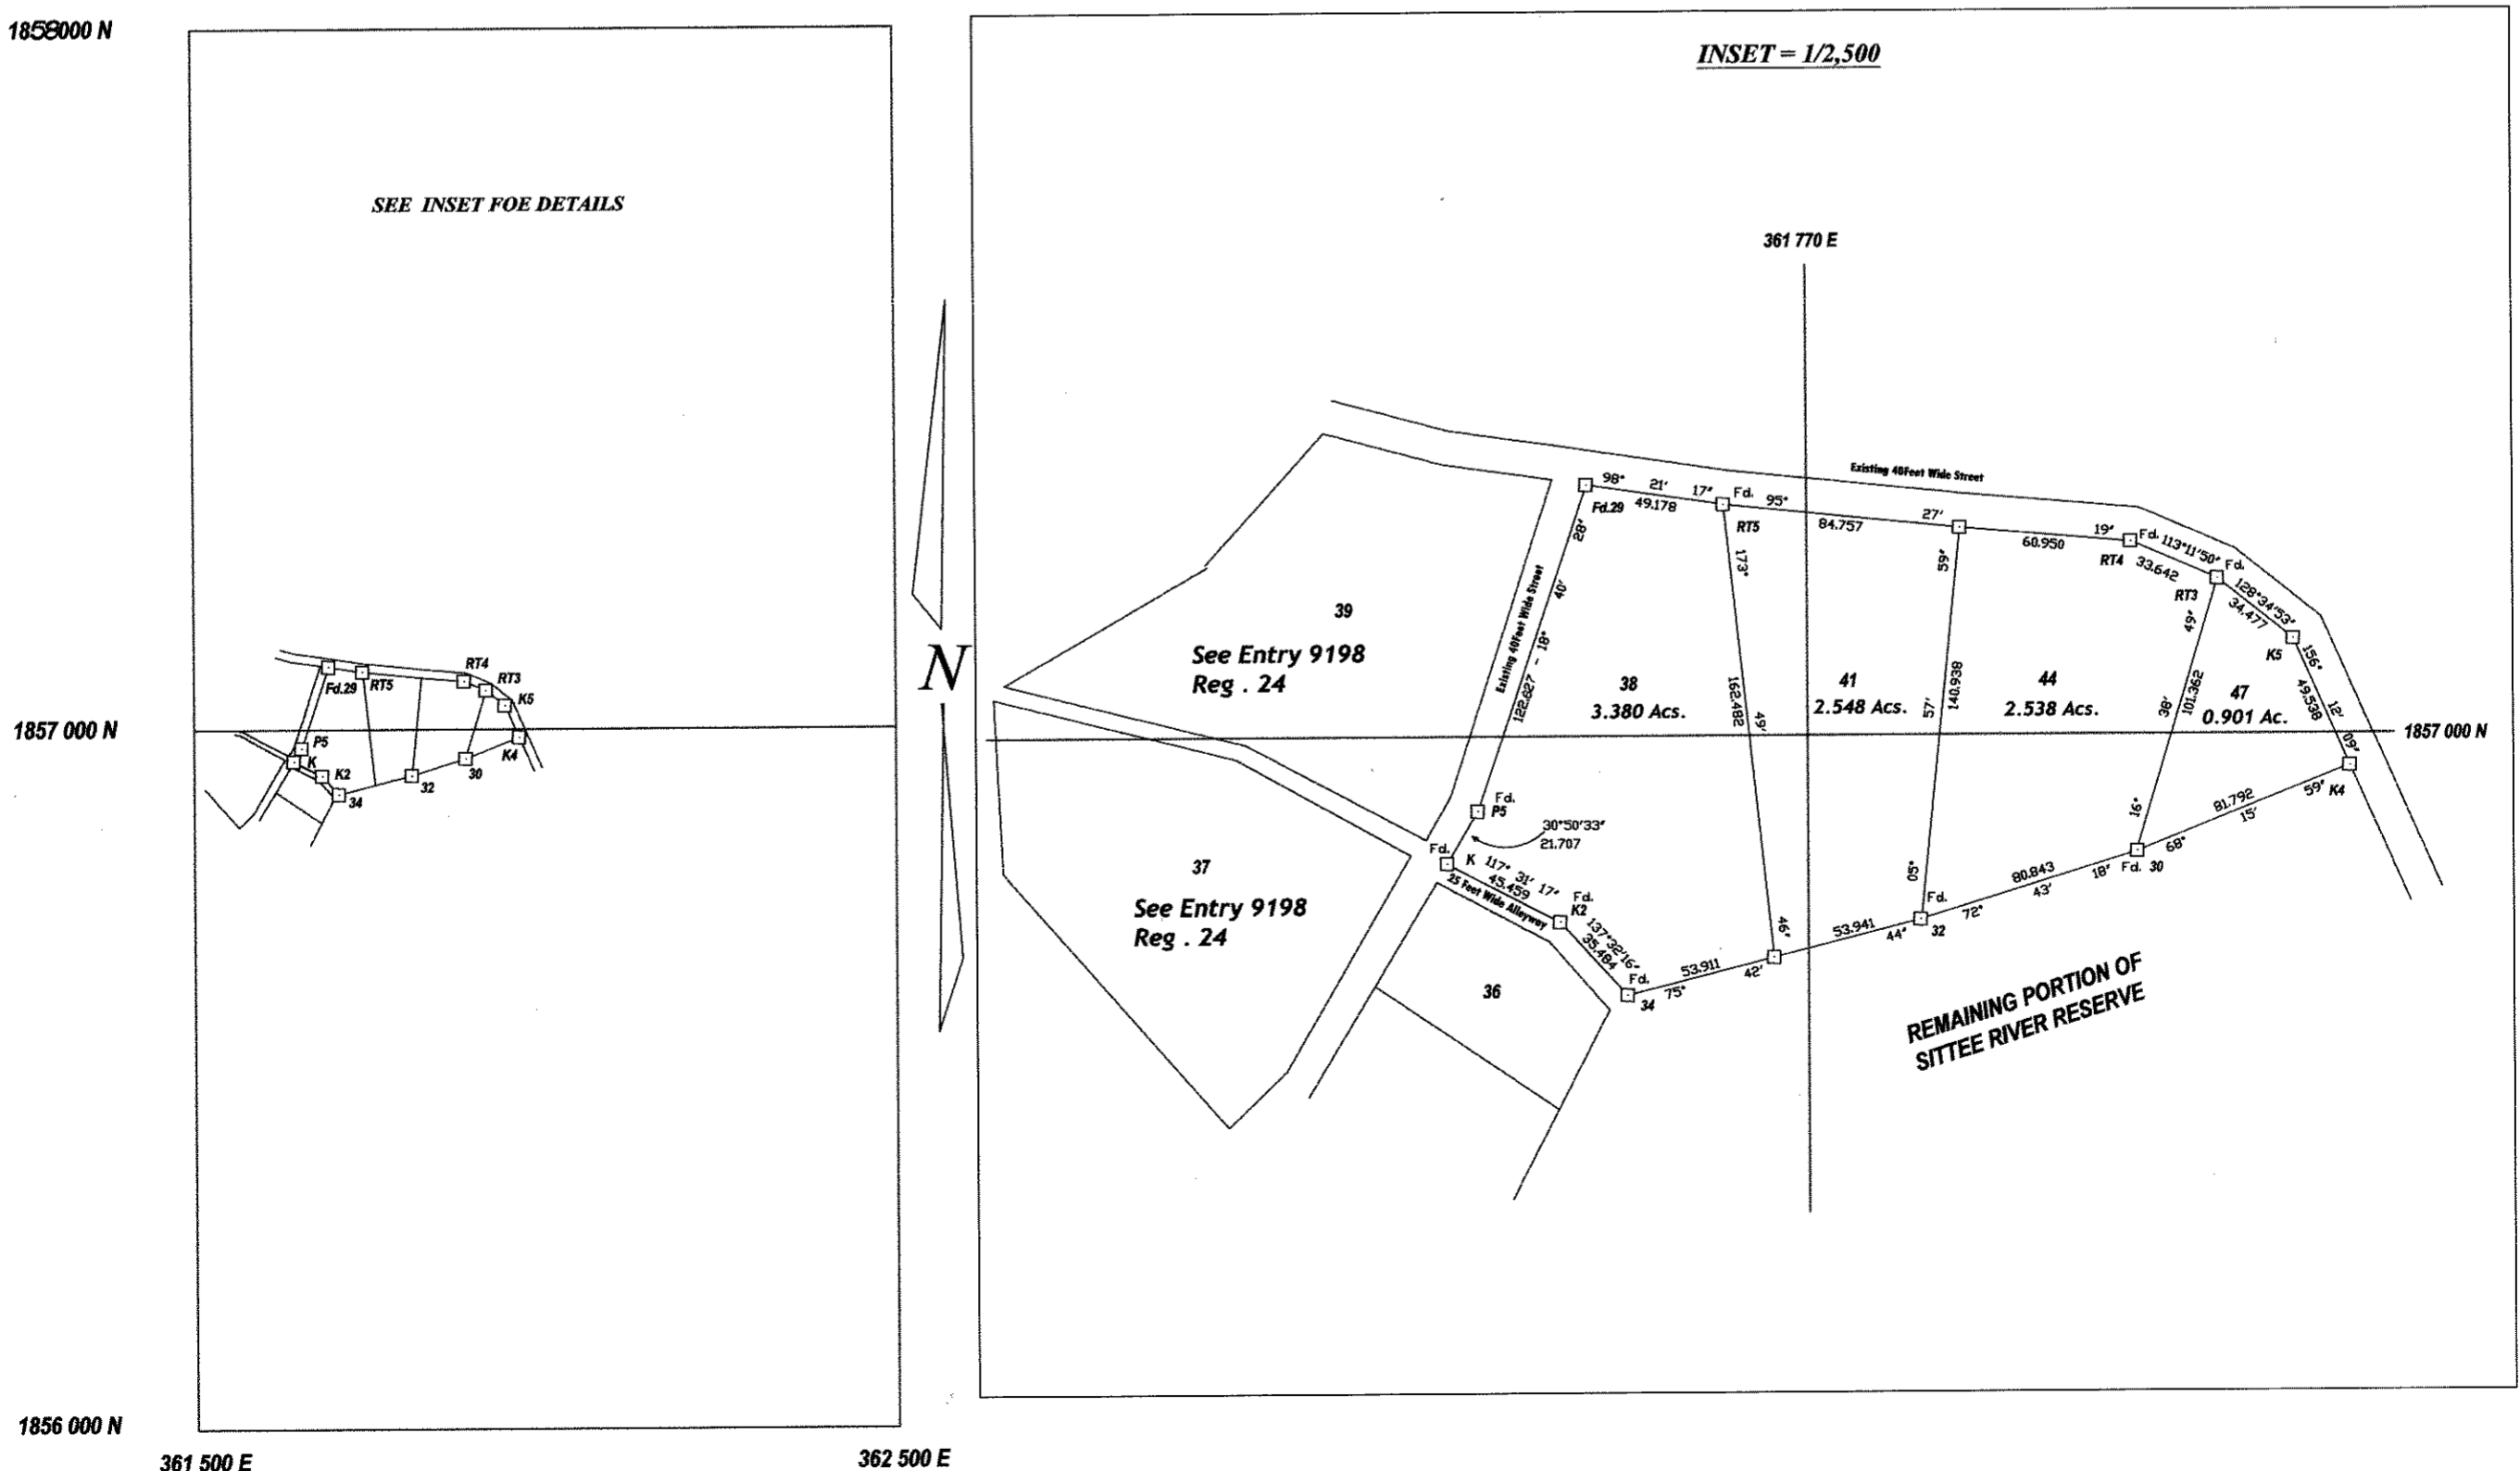 1858000 N
SEE INSET FOE DETAILS
RT4
RT3
Fd.29
RT5
K5
1857 000 N
P5
K
K2
K4
30
32
34
1856 000 N
361 500 E
362 500 E
N
INSET = 1/2,500
361 770 E
Existing 40Feet Wide Street
98° 21' 17"
49.178
Fd.29
Fd.
RT5
95° 27' 19"
84.757
60.950
Fd.
RT4
113°11'50"
33.642
Fd.
RT3
128°34'53"
34.477
K5
156° 12' 09"
49.538
K4
Existing 40Feet Wide Street
122.627 - 18° 40' 28"
173° 49' 46"
162.482
05° 57' 59"
140.938
16° 38' 49"
101.362
39
See Entry 9198
Reg . 24
38
3.380 Acs.
41
2.548 Acs.
44
2.538 Acs.
47
0.901 Ac.
1857 000 N
Fd.
P5
30°50'33"
21.707
Fd.
K
117° 31' 17"
45.459
25 Feet Wide Alleyway
Fd.
K2
137°32'16"
35.484
Fd.
34
75° 42' 44"
53.911
53.941
Fd.
32
72° 43' 18"
80.843
Fd. 30
68° 15' 59"
81.792
37
See Entry 9198
Reg . 24
36
REMAINING PORTION OF
SITTEE RIVER RESERVE